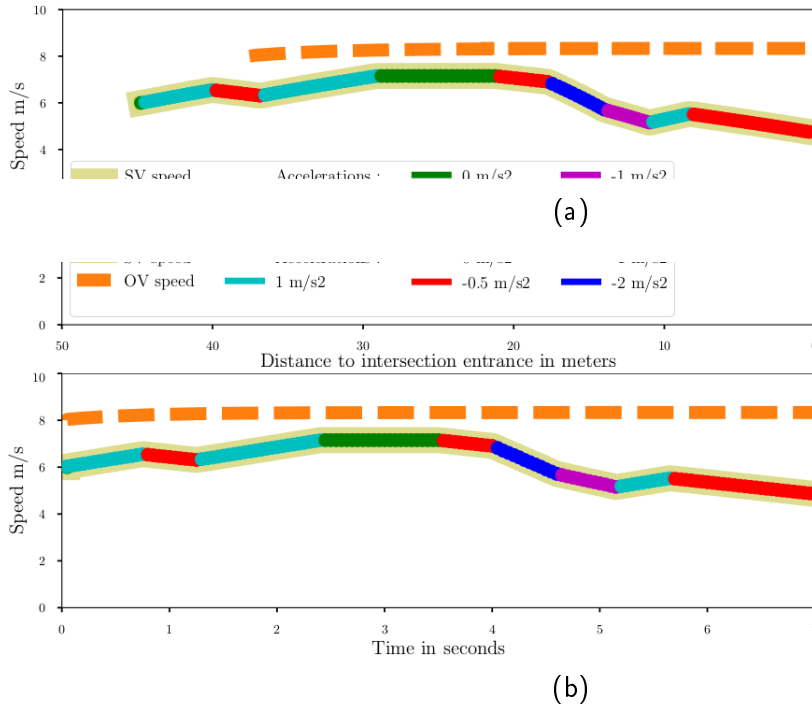 10
8
6
4
Speed m/s
SV speed Accelerations : 0 m/s2 -1 m/s2
(a)
OV speed 1 m/s2 -0.5 m/s2 -2 m/s2
2
0
50 40 30 20 10
Distance to intersection entrance in meters
10
8
6
4
2
0
Speed m/s
0 1 2 3 4 5 6
Time in seconds
(b)